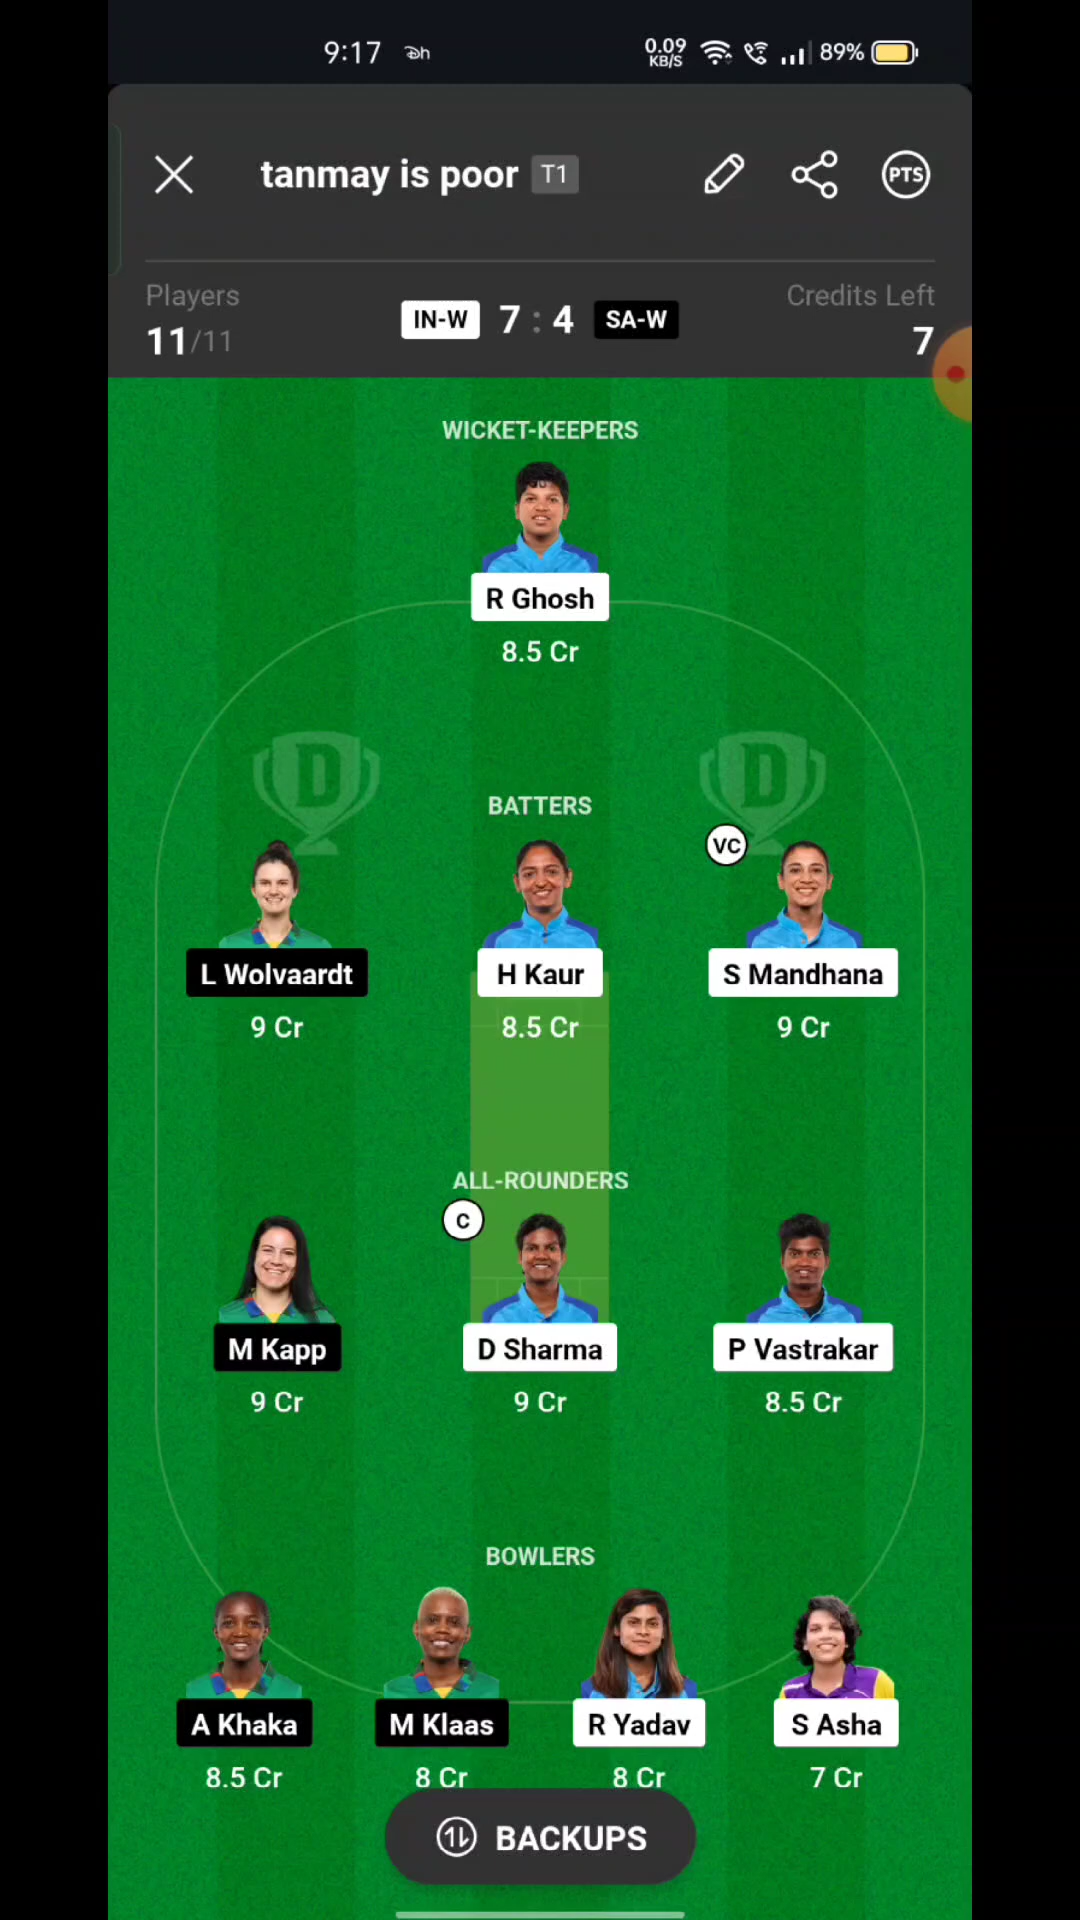 9:17 Dh 0.09 KB/S 89%
tanmay is poor T1 PTS
Players Credits Left
11/11 IN-W 7 : 4 SA-W 7
WICKET-KEEPERS
R Ghosh
8.5 Cr
D D
BATTERS
VC
L Wolvaardt H Kaur S Mandhana
9 Cr 8.5 Cr 9 Cr
ALL-ROUNDERS
C
M Kapp D Sharma P Vastrakar
9 Cr 9 Cr 8.5 Cr
BOWLERS
A Khaka M Klaas R Yadav S Asha
8.5 Cr 8 Cr 8 Cr 7 Cr
BACKUPS